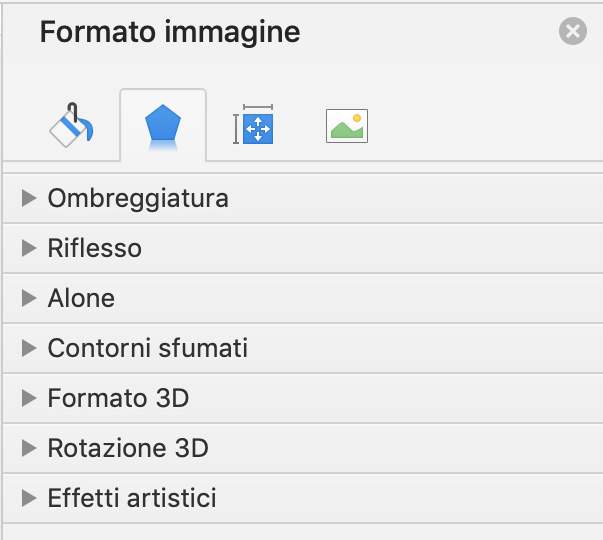 Formato immagine
Ombreggiatura
Riflesso
Alone
Contorni sfumati
Formato 3D
Rotazione 3D
Effetti artistici